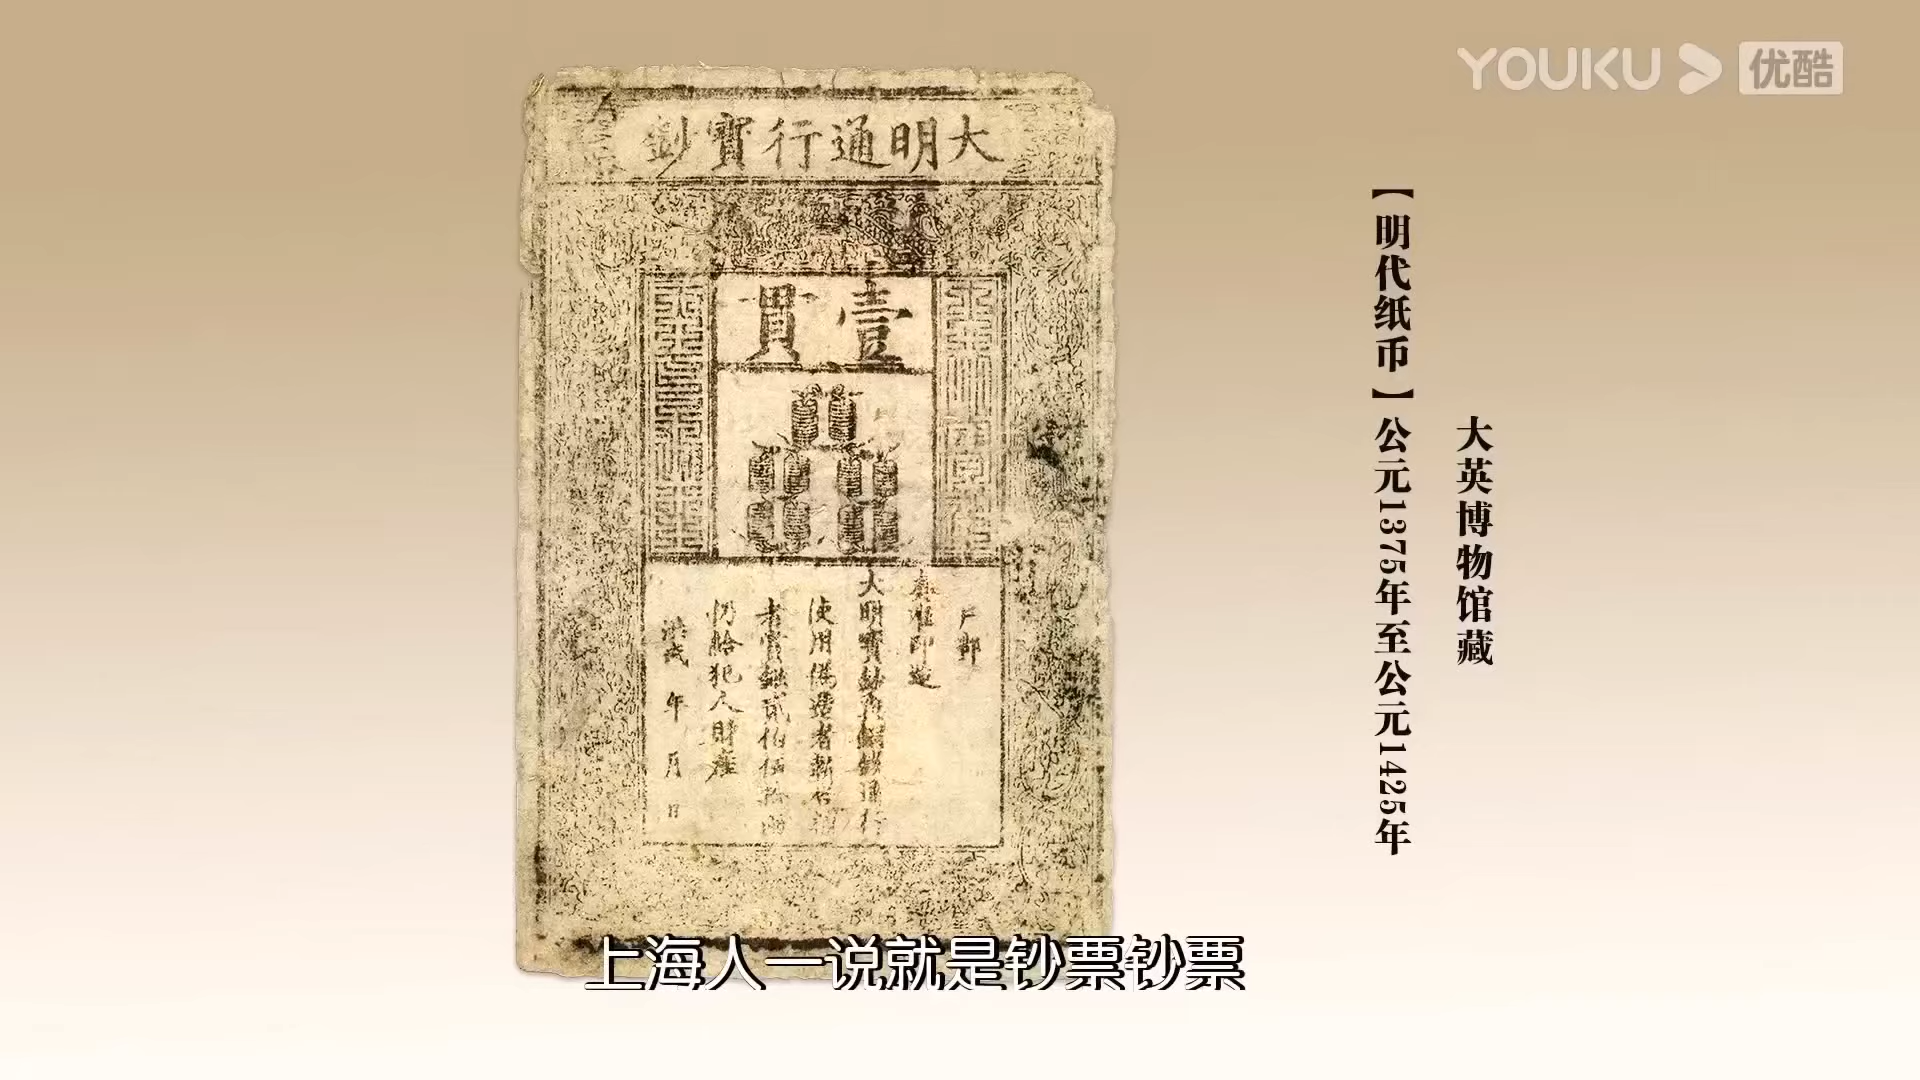 YOUKU 优酷
大明通行寶鈔
壹貫
戶部
奏准印造
大明寶鈔與銅錢通行
使用偽造者斬告捕
者賞銀貳伯伍拾兩
仍給犯人財產
洪武 年 月 日
【明代纸币】公元1375年至公元1425年
大英博物馆藏
上海人一说就是钞票钞票